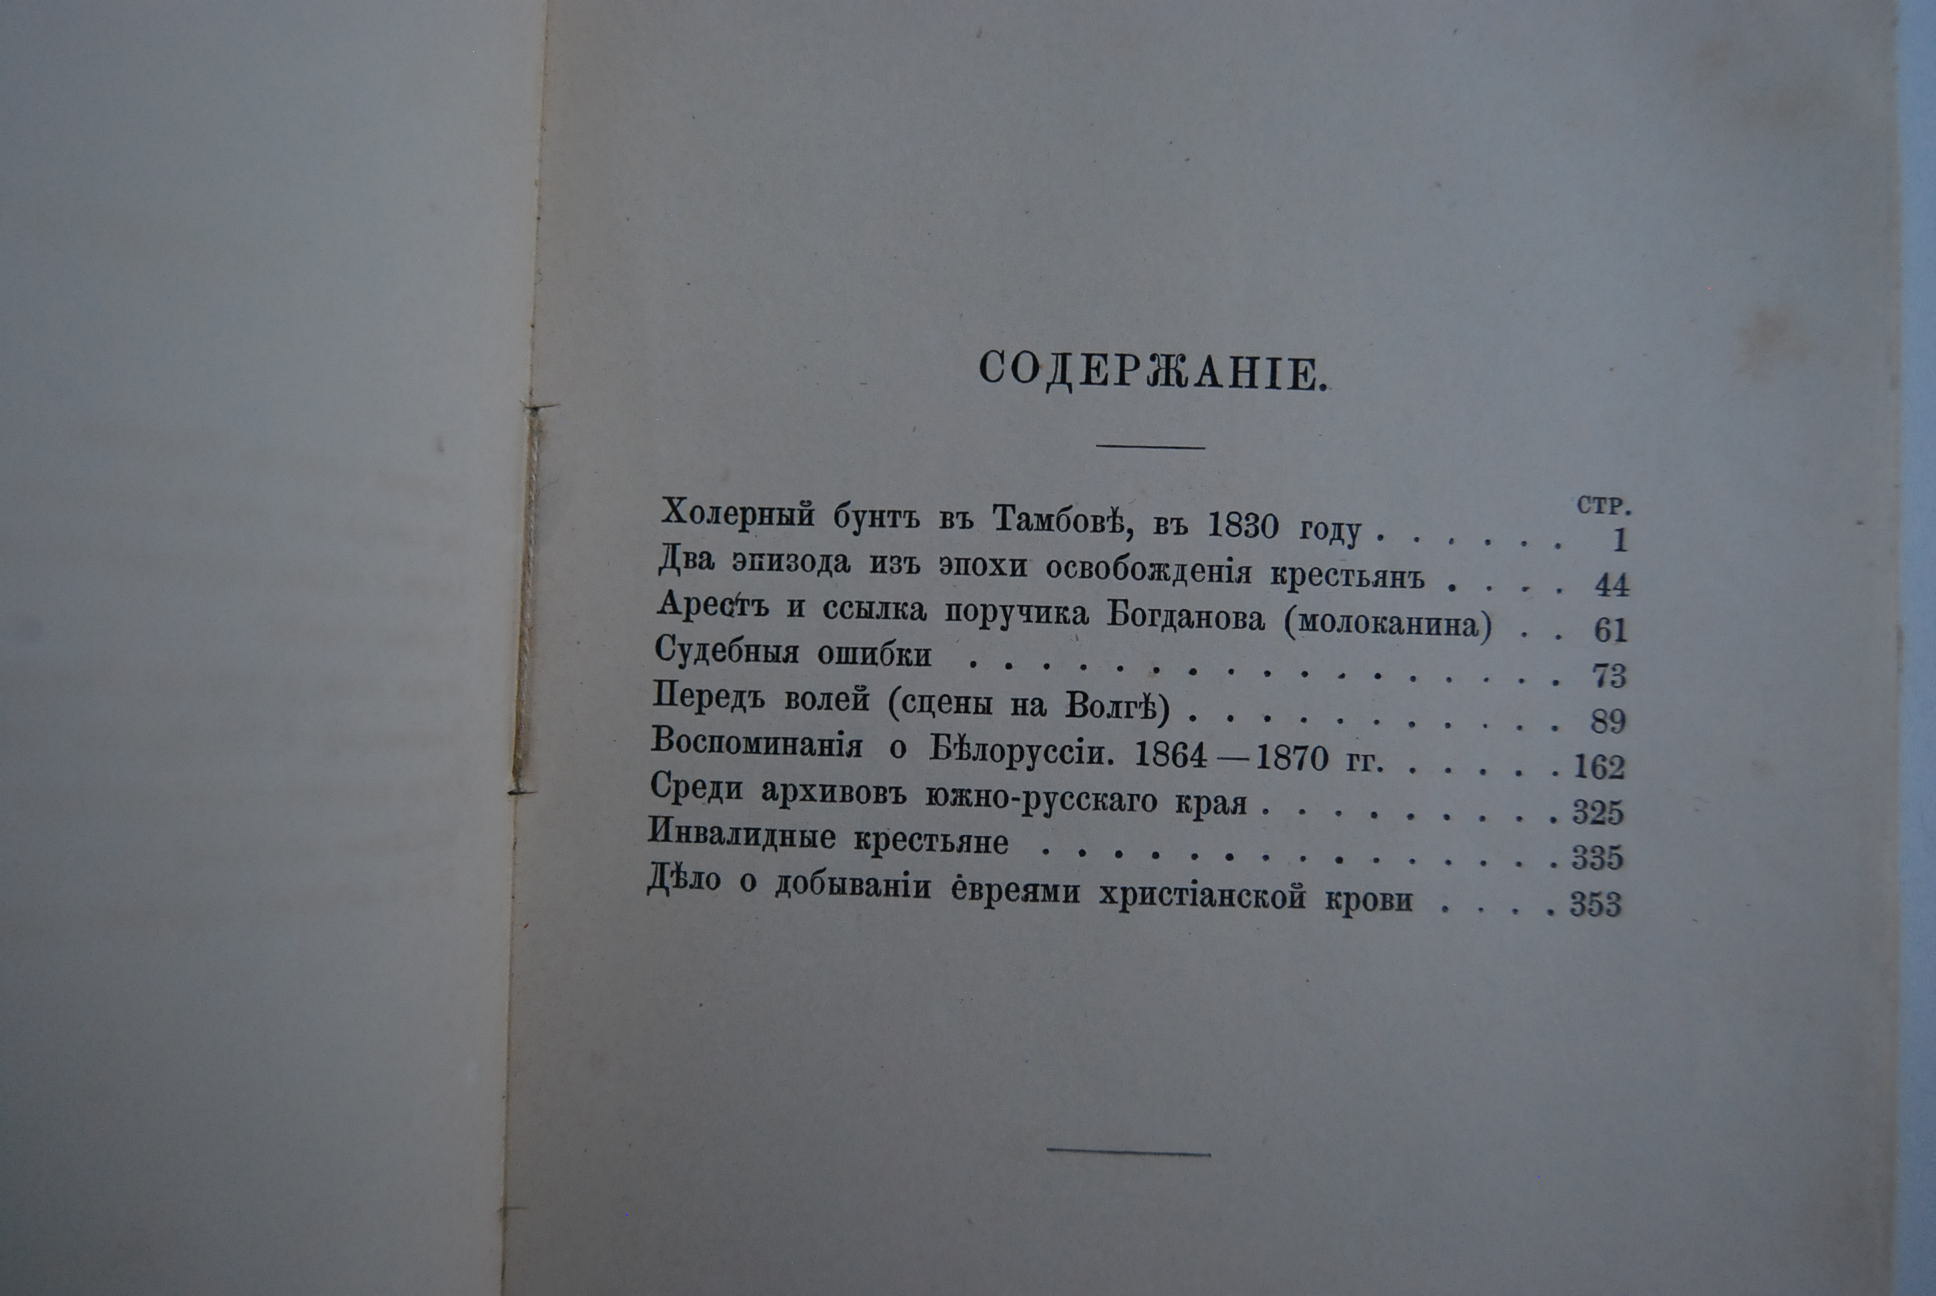 СОДЕРЖАНІЕ.
СТР.
Холерный бунтъ въ Тамбовѣ, въ 1830 году . . . . . . 1
Два эпизода изъ эпохи освобожденія крестьянъ . . . . 44
Арестъ и ссылка поручика Богданова (молоканина) . . 61
Судебныя ошибки . . . . . . . . . . . . . . . . . 73
Передъ волей (сцены на Волгѣ) . . . . . . . . . . . 89
Воспоминанія о Бѣлоруссіи. 1864 — 1870 гг. . . . . . 162
Среди архивовъ южно-русскаго края . . . . . . . . . 325
Инвалидные крестьяне . . . . . . . . . . . . . . . 335
Дѣло о добываніи евреями христіанской крови . . . . 353